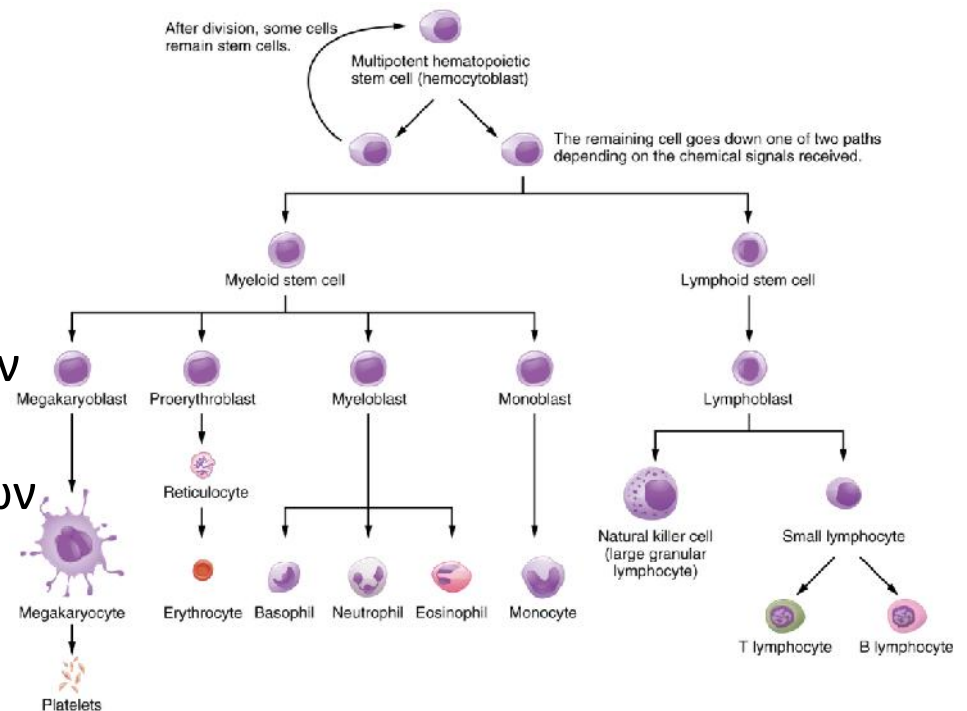 After division, some cells
remain stem cells.
Multipotent hematopoietic
stem cell (hemocytoblast)
The remaining cell goes down one of two paths
depending on the chemical signals received.
Myeloid stem cell
Lymphoid stem cell
ν
Megakaryoblast
Proerythroblast
Myeloblast
Monoblast
Lymphoblast
ων
Reticulocyte
Natural killer cell
(large granular
lymphocyte)
Small lymphocyte
Megakaryocyte
Erythrocyte
Basophil
Neutrophil
Eosinophil
Monocyte
T lymphocyte
B lymphocyte
Platelets